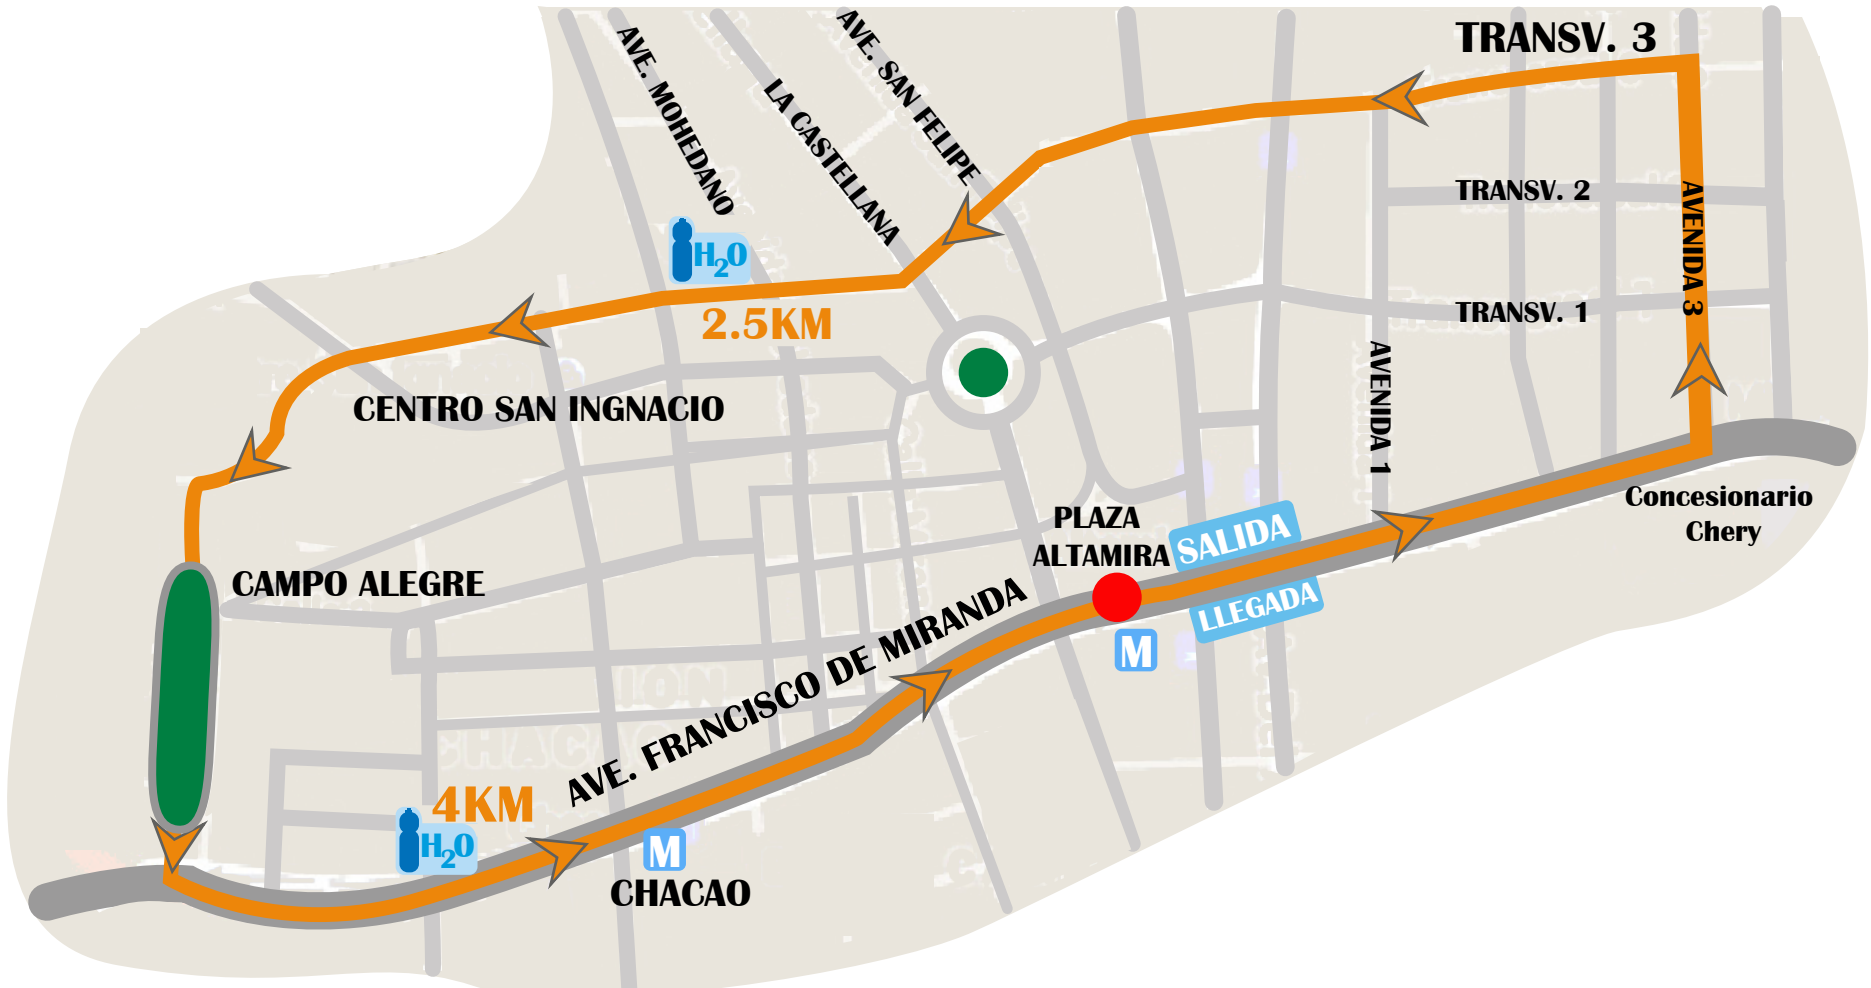 TRANSV. 3
AVE. MOHEDANO
LA CASTELLANA
AVE. SAN FELIPE
TRANSV. 2
AVENIDA 3
H2O
2.5KM
TRANSV. 1
AVENIDA 1
CENTRO SAN INGNACIO
Concesionario
Chery
PLAZA
ALTAMIRA
SALIDA
LLEGADA
CAMPO ALEGRE
AVE. FRANCISCO DE MIRANDA
M
4KM
H2O
M
CHACAO